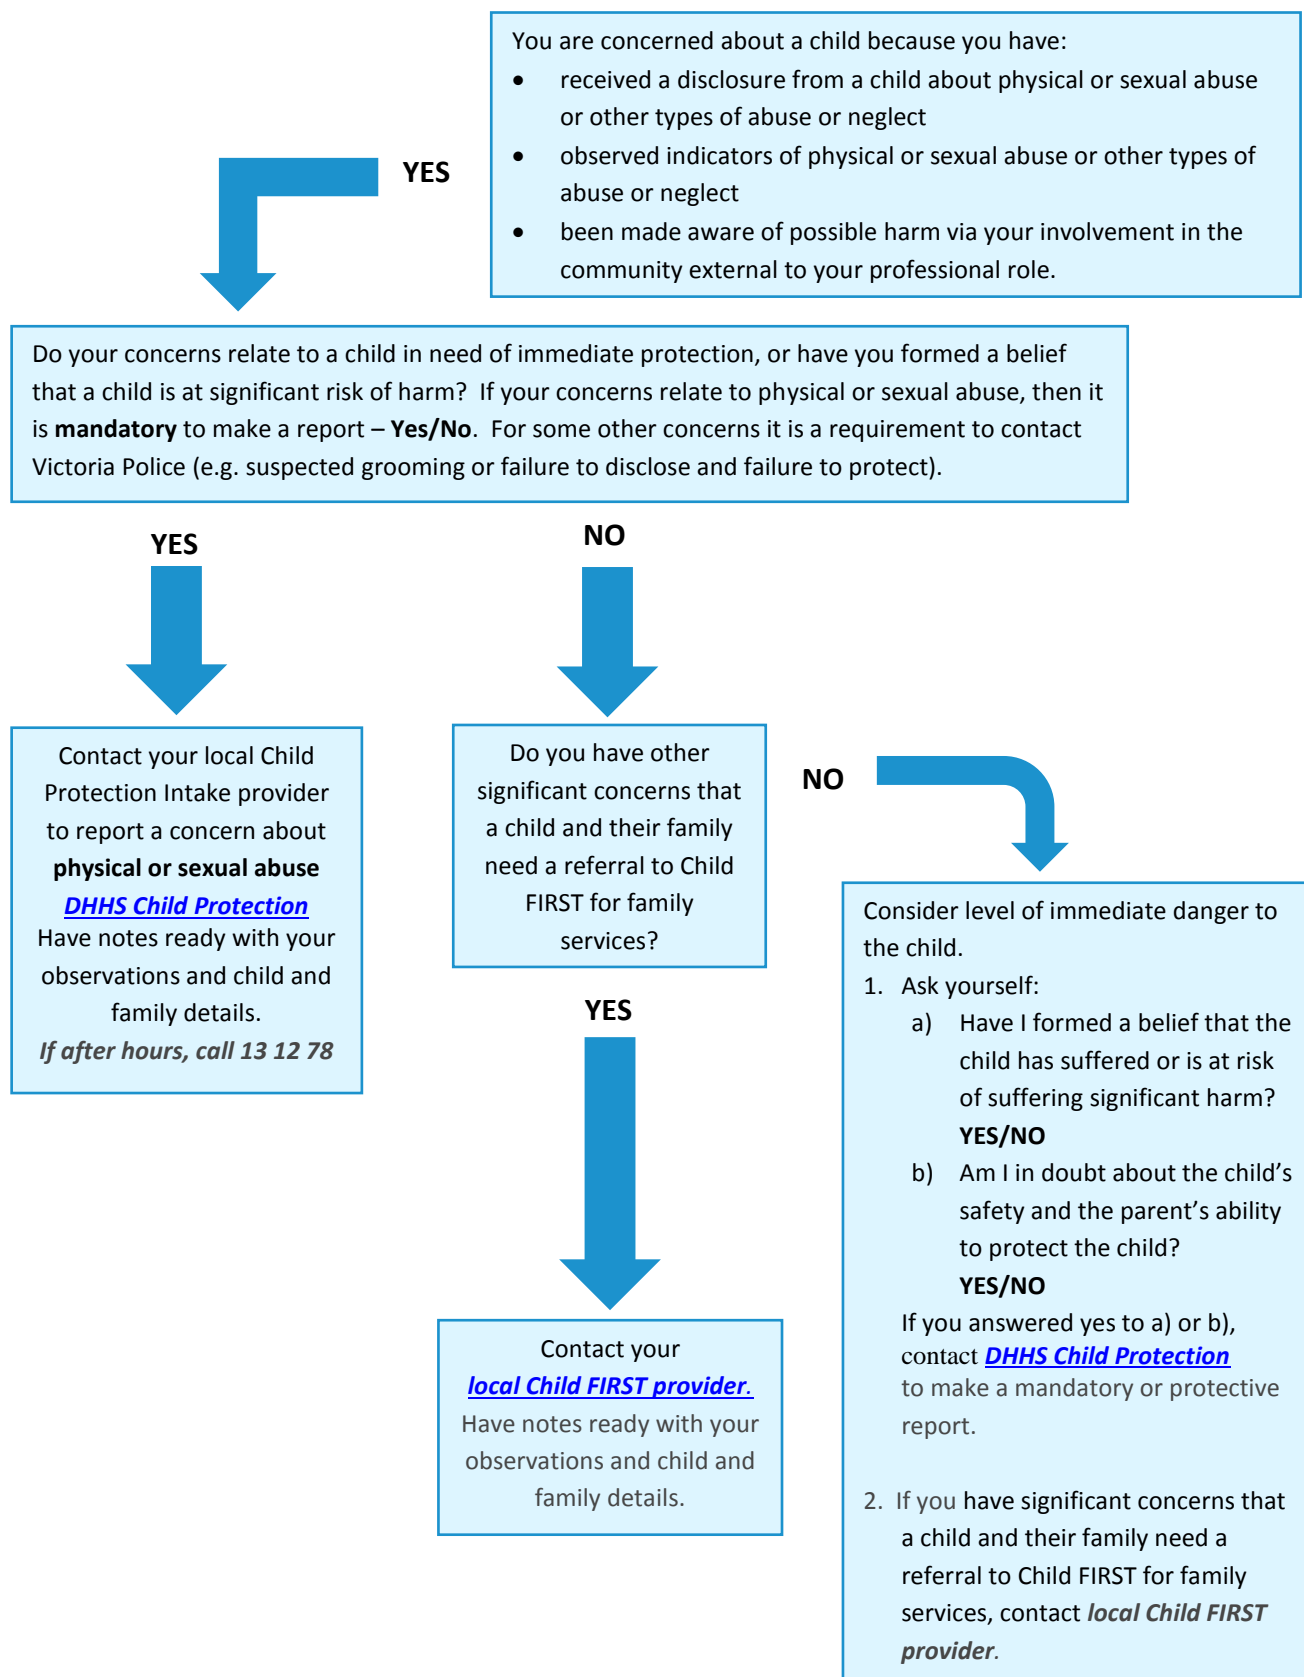 You are concerned about a child because you have:
• received a disclosure from a child about physical or sexual abuse
or other types of abuse or neglect
• observed indicators of physical or sexual abuse or other types of
abuse or neglect
• been made aware of possible harm via your involvement in the
community external to your professional role.
YES
Do your concerns relate to a child in need of immediate protection, or have you formed a belief
that a child is at significant risk of harm? If your concerns relate to physical or sexual abuse, then it
is mandatory to make a report – Yes/No. For some other concerns it is a requirement to contact
Victoria Police (e.g. suspected grooming or failure to disclose and failure to protect).
YES
NO
Contact your local Child
Protection Intake provider
to report a concern about
physical or sexual abuse
DHHS Child Protection
Have notes ready with your
observations and child and
family details.
If after hours, call 13 12 78
Do you have other
significant concerns that
a child and their family
need a referral to Child
FIRST for family
services?
NO
YES
Contact your
local Child FIRST provider.
Have notes ready with your
observations and child and
family details.
Consider level of immediate danger to
the child.
1. Ask yourself:
a) Have I formed a belief that the
child has suffered or is at risk
of suffering significant harm?
YES/NO
b) Am I in doubt about the child’s
safety and the parent’s ability
to protect the child?
YES/NO
If you answered yes to a) or b),
contact DHHS Child Protection
to make a mandatory or protective
report.
2. If you have significant concerns that
a child and their family need a
referral to Child FIRST for family
services, contact local Child FIRST
provider.